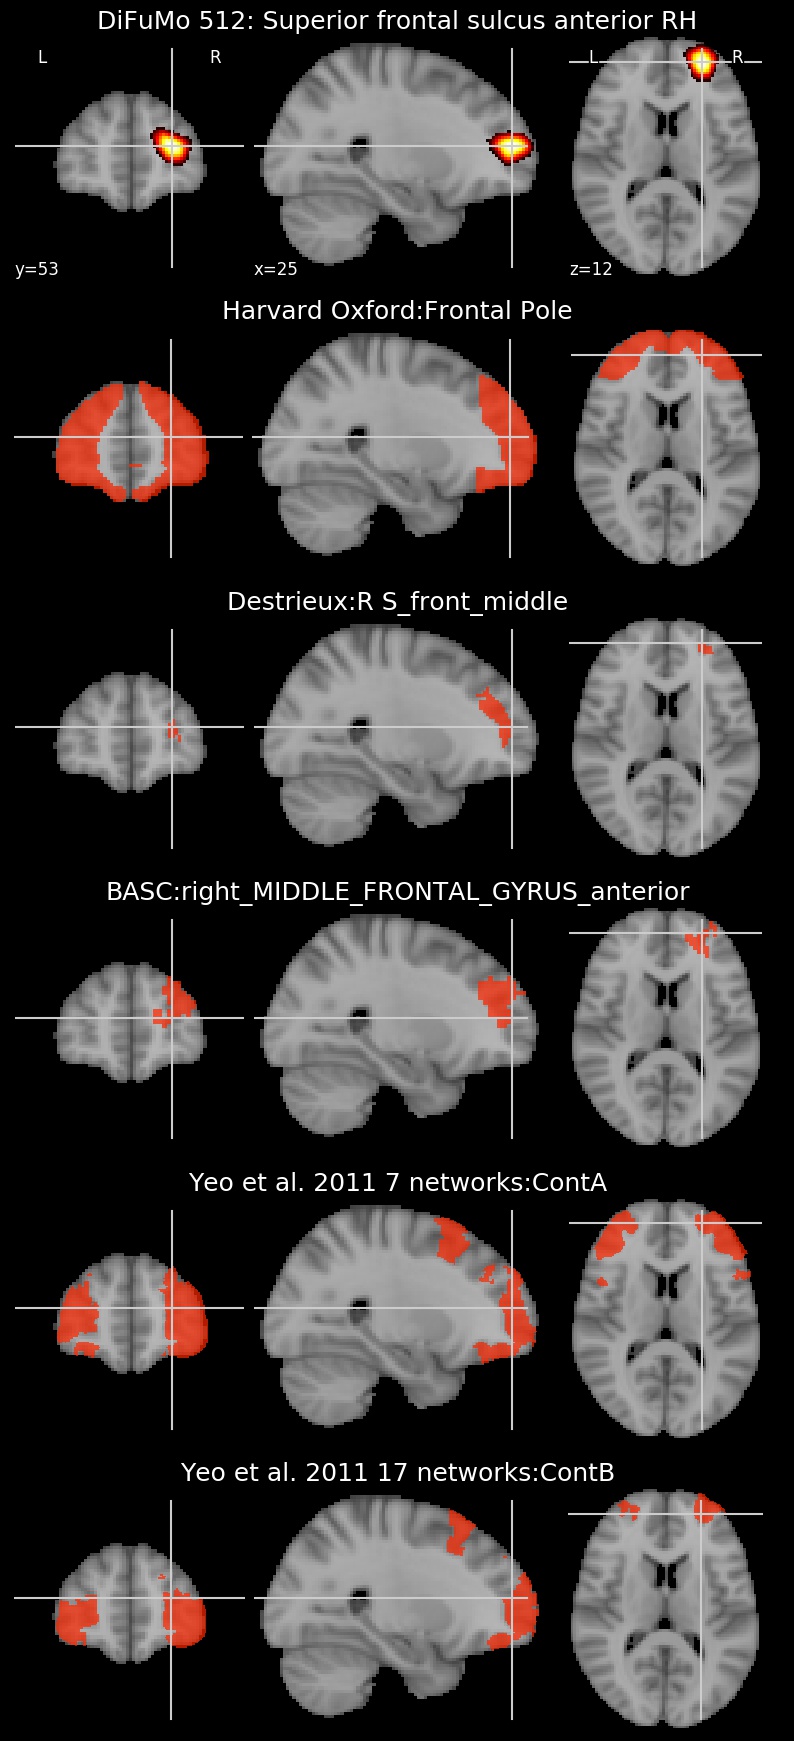 DiFuMo 512: Superior frontal sulcus anterior RH
L R L R
y=53 x=25 z=12
Harvard Oxford:Frontal Pole
Destrieux:R S_front_middle
BASC:right_MIDDLE_FRONTAL_GYRUS_anterior
Yeo et al. 2011 7 networks:ContA
Yeo et al. 2011 17 networks:ContB